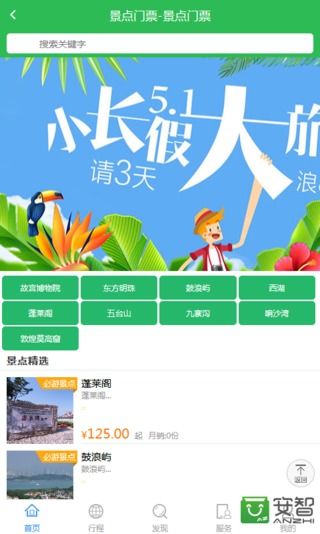 景点门票-景点门票
搜索关键字
小长假人旅
5.1
请3天
浪
故宫博物院 东方明珠 鼓浪屿 西湖
蓬莱阁 五台山 九寨沟 响沙湾
敦煌莫高窟
景点精选
必游景点
蓬莱阁
蓬莱阁...
¥125.00 起 月销:0份
必游景点
鼓浪屿
鼓浪屿...
返回
安智
ANZHI
首页 行程 发现 服务 我的